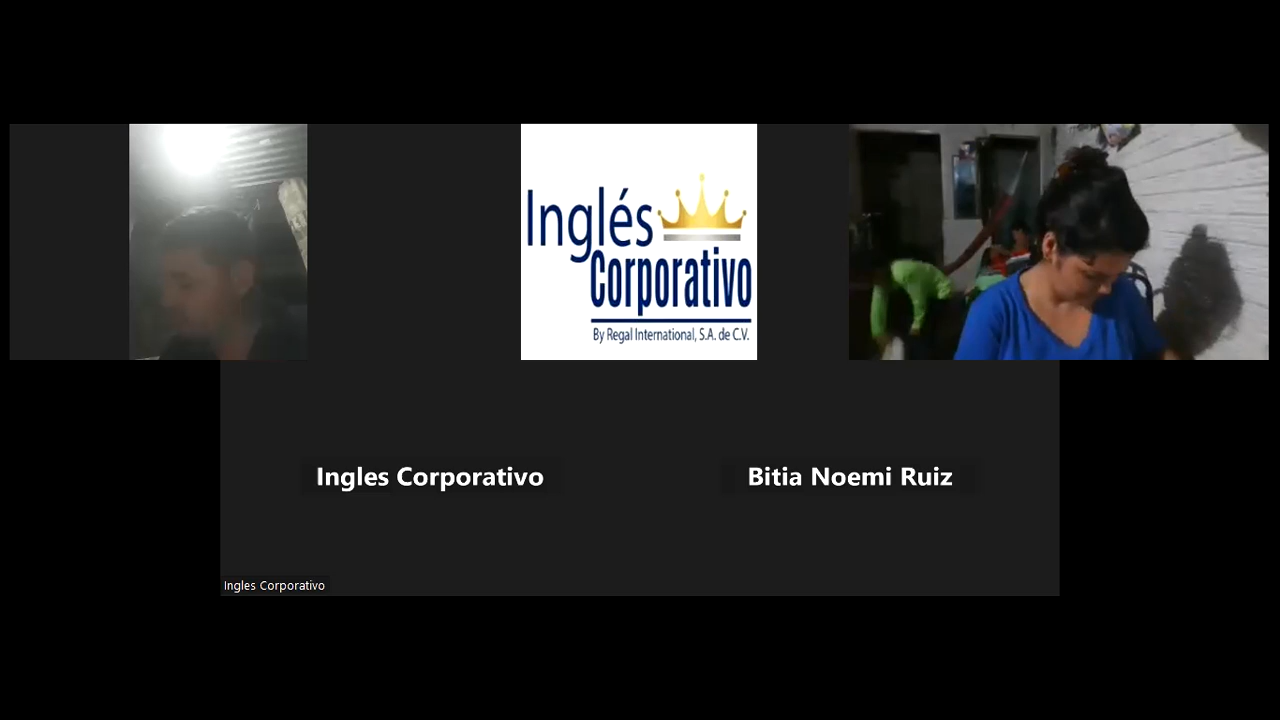 Inglés
Corporativo
By Regal International, S.A. de C.V.
Ingles Corporativo
Bitia Noemi Ruiz
Ingles Corporativo